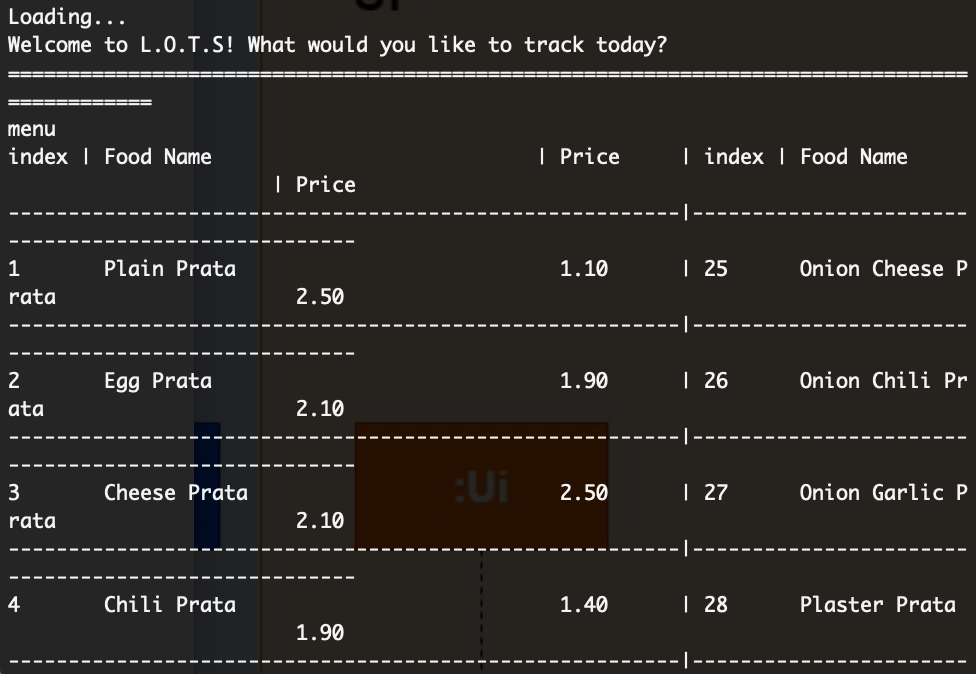 Loading...
Welcome to L.O.T.S! What would you like to track today?
================================================================================
============
menu
index | Food Name                           | Price     | index | Food Name
                      | Price
--------------------------------------------------------|-----------------------
-----------------------------
1       Plain Prata                           1.10      | 25      Onion Cheese P
rata                    2.50
--------------------------------------------------------|-----------------------
-----------------------------
2       Egg Prata                             1.90      | 26      Onion Chili Pr
ata                     2.10
--------------------------------------------------------|-----------------------
-----------------------------
3       Cheese Prata                          2.50      | 27      Onion Garlic P
rata                    2.10
--------------------------------------------------------|-----------------------
-----------------------------
4       Chili Prata                           1.40      | 28      Plaster Prata
                        1.90
--------------------------------------------------------|-----------------------
:Ui